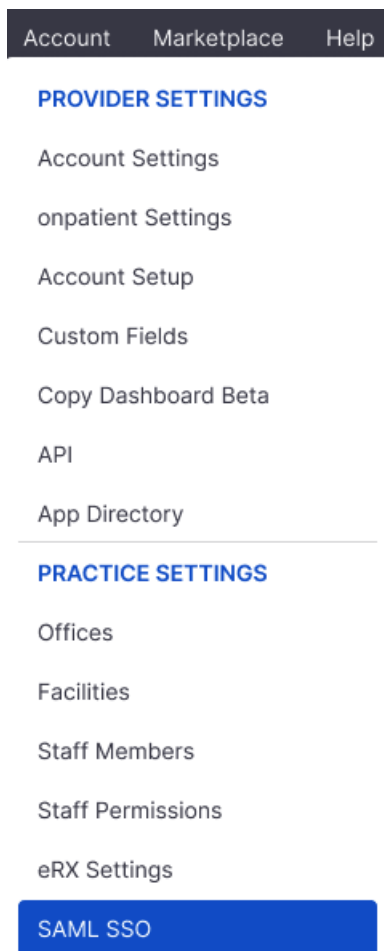 Account Marketplace Help
PROVIDER SETTINGS
Account Settings
onpatient Settings
Account Setup
Custom Fields
Copy Dashboard Beta
API
App Directory
PRACTICE SETTINGS
Offices
Facilities
Staff Members
Staff Permissions
eRX Settings
SAML SSO